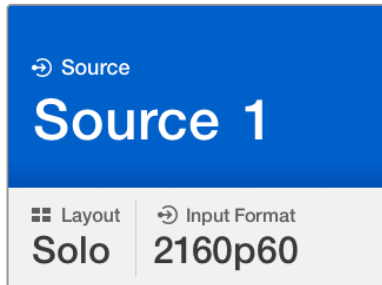 Source
Source 1
Layout
Input Format
Solo
2160p60